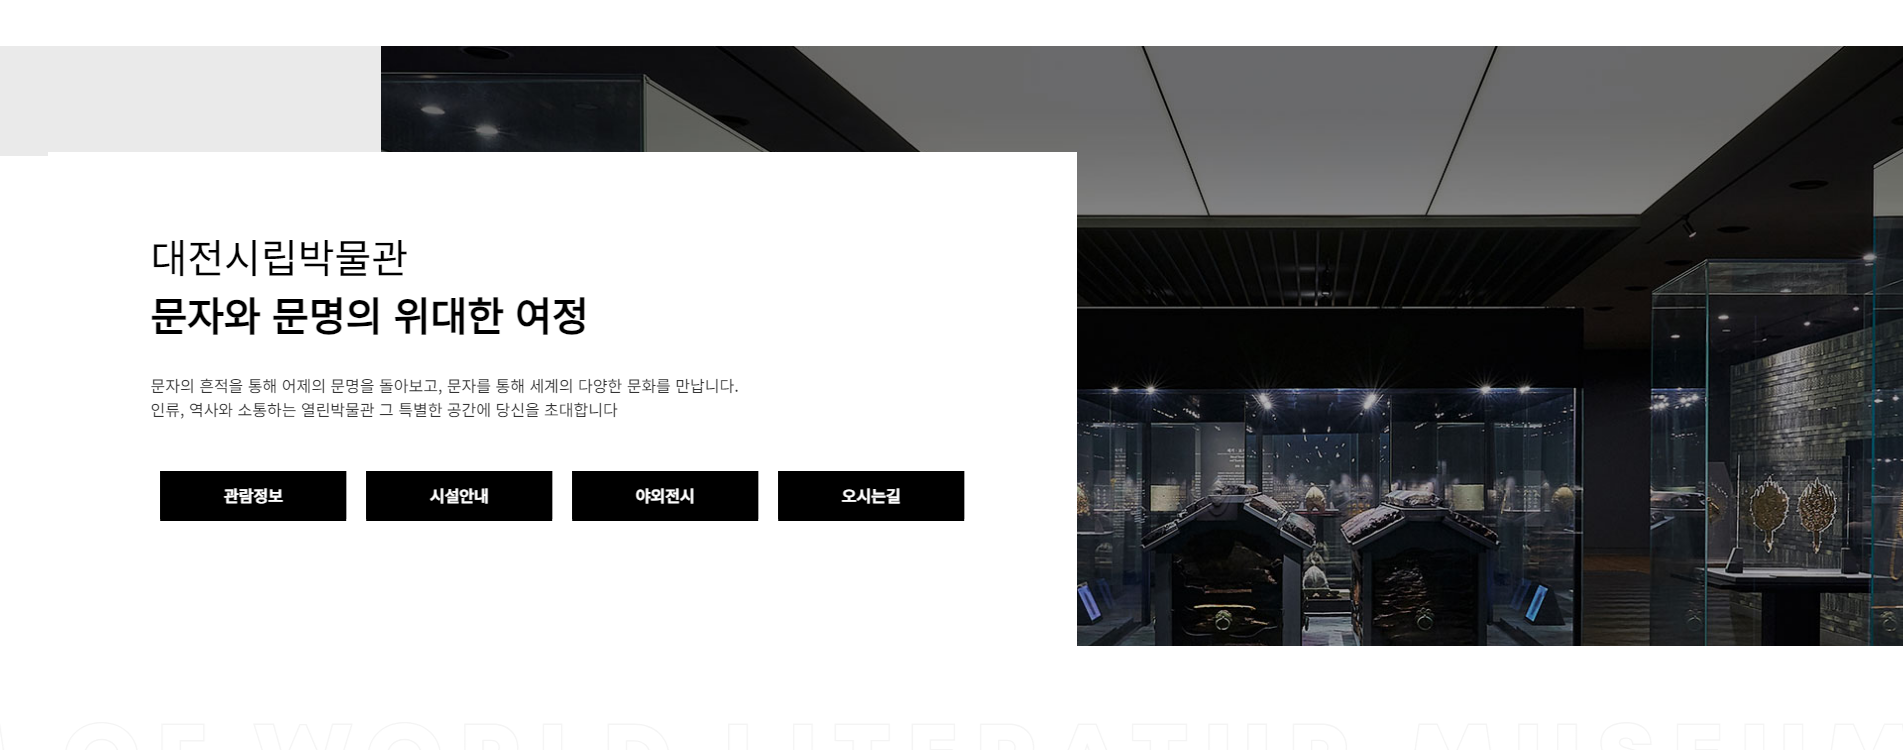 대전시립박물관
문자와 문명의 위대한 여정
문자의 흔적을 통해 어제의 문명을 돌아보고, 문자를 통해 세계의 다양한 문화를 만납니다.
인류, 역사와 소통하는 열린박물관 그 특별한 공간에 당신을 초대합니다
관람정보
시설안내
야외전시
오시는길
OF WORLD LITERATUR MUSEUM